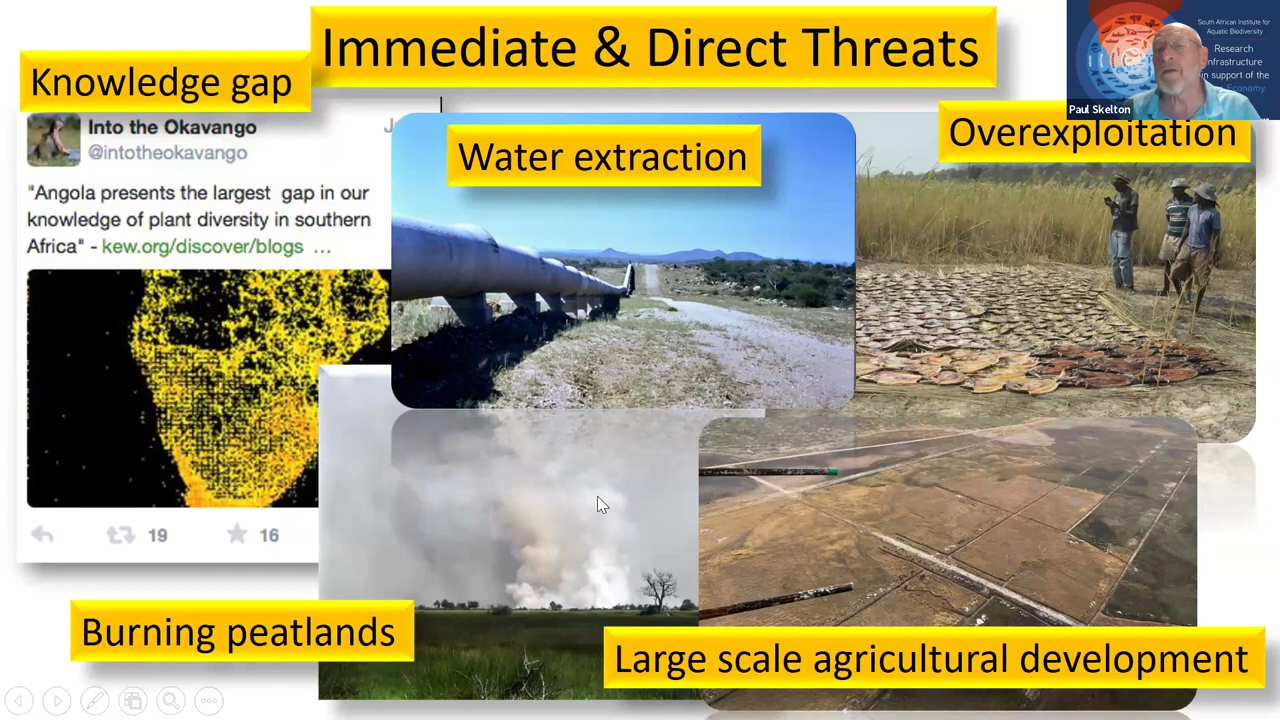 Immediate & Direct Threats
Knowledge gap
Into the Okavango
@intotheokavango
"Angola presents the largest gap in our
knowledge of plant diversity in southern
Africa" - kew.org/discover/blogs ...
19
16
Water extraction
Overexploitation
South African Institute for
Aquatic Biodiversity
Research
Infrastructure
in support of the
Economy
Paul Skelton
Burning peatlands
Large scale agricultural development